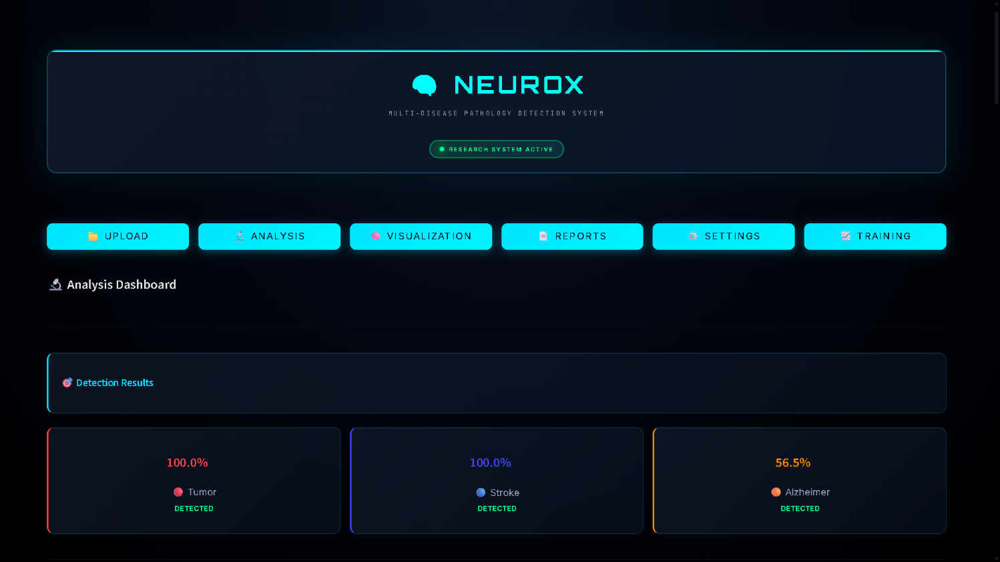 NEUROX
MULTI-DISEASE PATHOLOGY DETECTION SYSTEM
RESEARCH SYSTEM ACTIVE
UPLOAD
ANALYSIS
VISUALIZATION
REPORTS
SETTINGS
TRAINING
Analysis Dashboard
Detection Results
100.0%
Tumor
DETECTED
100.0%
Stroke
DETECTED
56.5%
Alzheimer
DETECTED